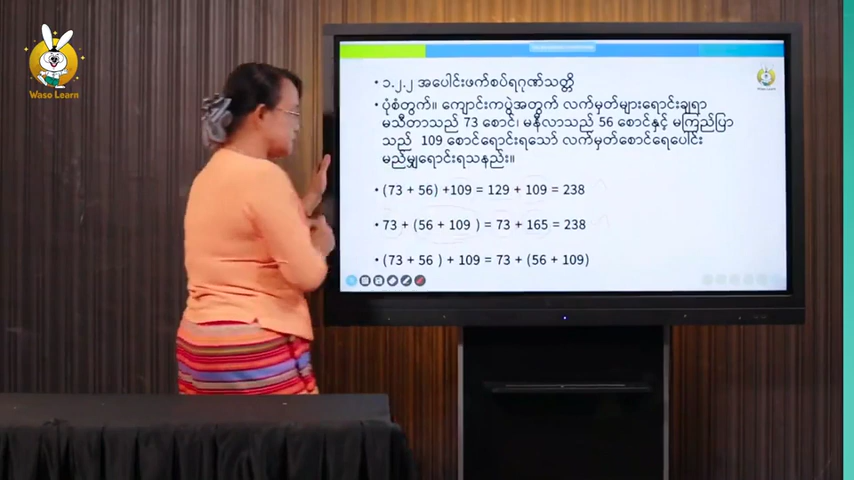 Waso Learn
• ၁.၂.၂ အပေါင်းဖက်စပ်ရဂုဏ်သတ္တိ
• ပုံစံတွက်။ ကျောင်းကပွဲအတွက် လက်မှတ်များရောင်းချရာ
မသီတာသည် 73 စောင်၊ မနီလာသည် 56 စောင်နှင့် မကြည်ပြာ
သည် 109 စောင်ရောင်းရသော် လက်မှတ်စောင်ရေပေါင်း
မည်မျှရောင်းရသနည်း။
• (73 + 56) +109 = 129 + 109 = 238
• 73 + (56 + 109 ) = 73 + 165 = 238
• (73 + 56 ) + 109 = 73 + (56 + 109)